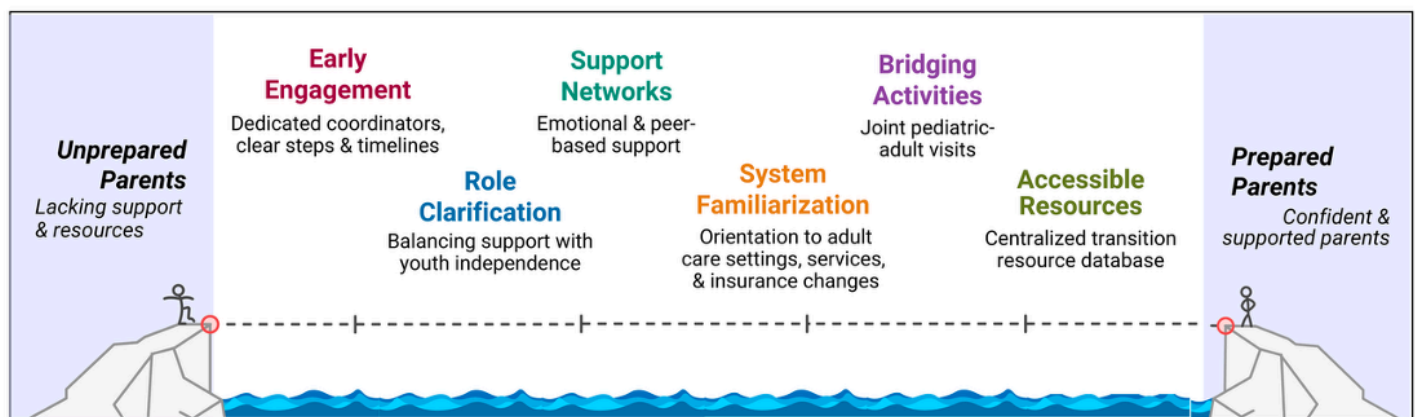 Unprepared
Parents
Lacking support
& resources
Early
Engagement
Dedicated coordinators,
clear steps & timelines
Role
Clarification
Balancing support with
youth independence
Support
Networks
Emotional & peer-
based support
System
Familiarization
Orientation to adult
care settings, services,
& insurance changes
Bridging
Activities
Joint pediatric-
adult visits
Accessible
Resources
Centralized transition
resource database
Prepared
Parents
Confident &
supported parents